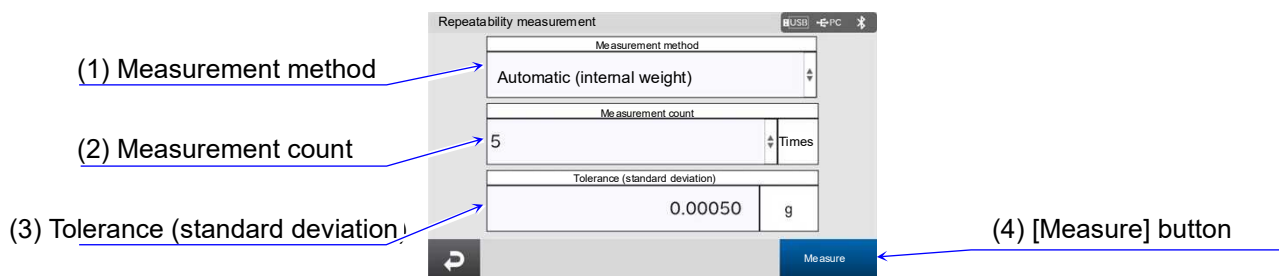 Repeatability measurement
USB PC
Measurement method
(1) Measurement method
Automatic (internal weight)
Measurement count
5 Times
(2) Measurement count
Tolerance (standard deviation)
0.00050 g
(3) Tolerance (standard deviation)
(4) [Measure] button
Measure